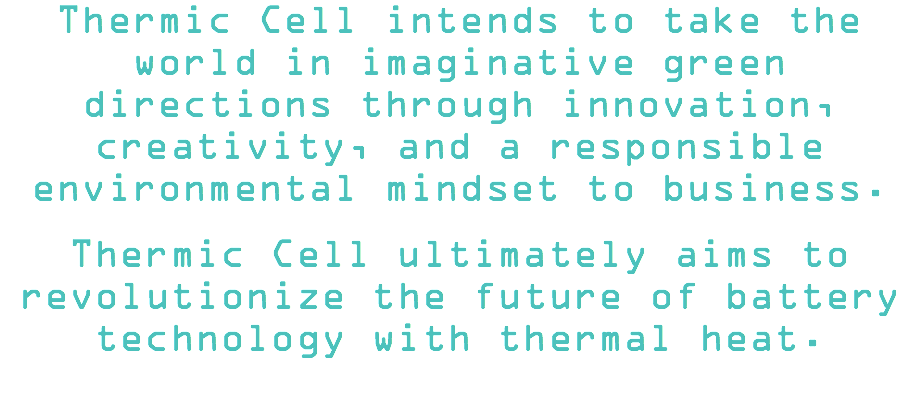 Thermic Cell intends to take the
world in imaginative green
directions through innovation,
creativity, and a responsible
environmental mindset to business.
Thermic Cell ultimately aims to
revolutionize the future of battery
technology with thermal heat.